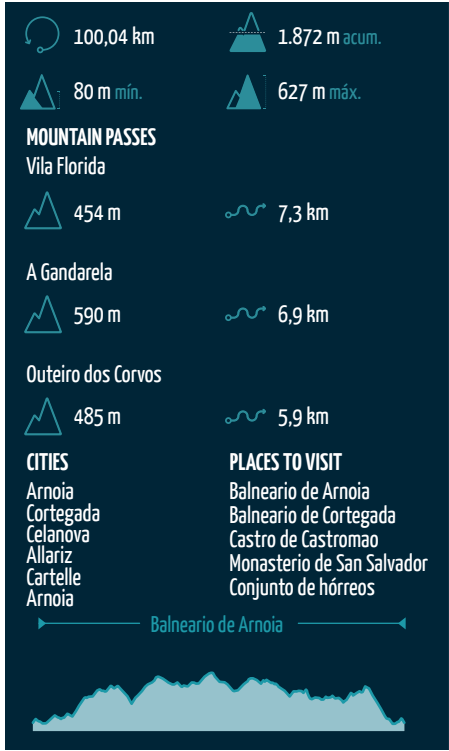 100,04 km
1.872 m acum.
80 m mín.
627 m máx.
MOUNTAIN PASSES
Vila Florida
454 m
7,3 km
A Gandarela
590 m
6,9 km
Outeiro dos Corvos
485 m
5,9 km
CITIES
Arnoia
Cortegada
Celanova
Allariz
Cartelle
Arnoia
PLACES TO VISIT
Balneario de Arnoia
Balneario de Cortegada
Castro de Castromao
Monasterio de San Salvador
Conjunto de hórreos
Balneario de Arnoia